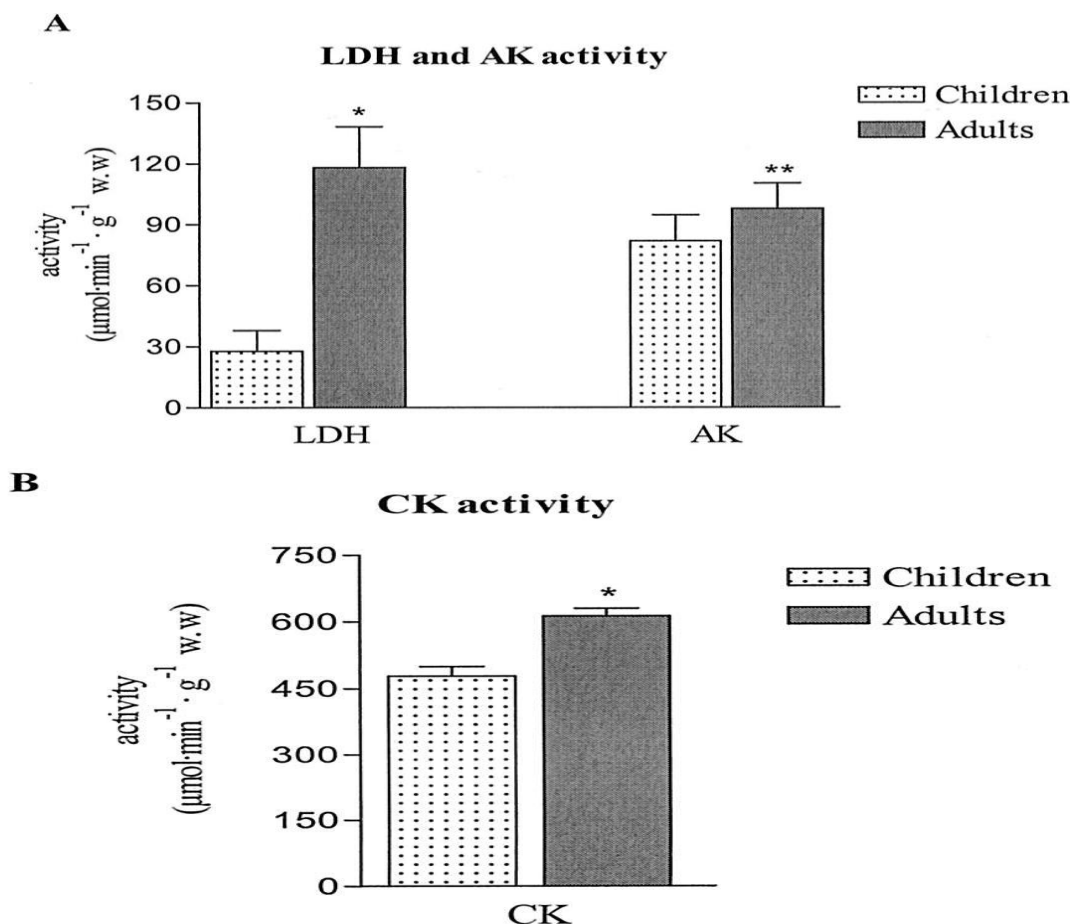 A
LDH and AK activity
activity
(µmol·min⁻¹ · g⁻¹ w.w)
150
120
90
60
30
0
*
**
LDH
AK
Children
Adults
B
CK activity
activity
(µmol·min⁻¹ · g⁻¹ w.w)
750
600
450
300
150
0
*
CK
Children
Adults